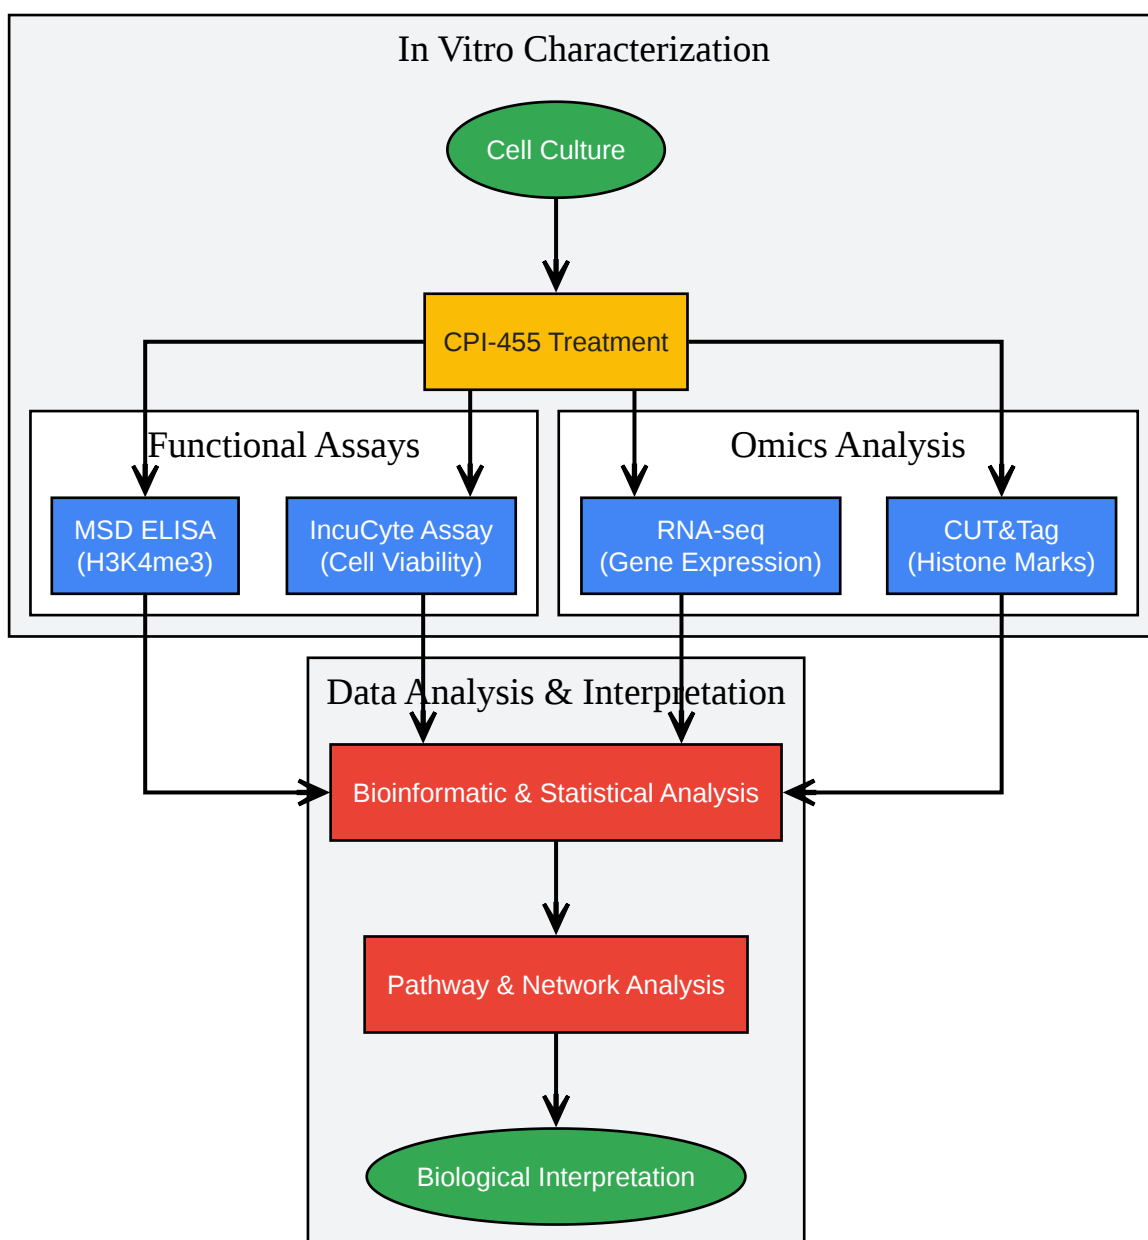 In Vitro Characterization
Cell Culture
CPI-455 Treatment
Functional Assays
Omics Analysis
MSD ELISA
(H3K4me3)
IncuCyte Assay
(Cell Viability)
RNA-seq
(Gene Expression)
CUT&Tag
(Histone Marks)
Data Analysis & Interpretation
Bioinformatic & Statistical Analysis
Pathway & Network Analysis
Biological Interpretation